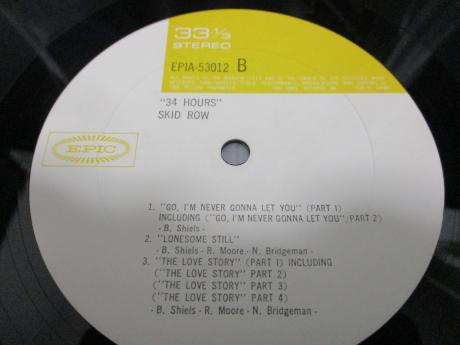 33 1/3
STEREO
EPIA-53012 B
"34 HOURS"
SKID ROW
EPIC
1. "GO, I'M NEVER GONNA LET YOU" (PART 1)
INCLUDING ("GO, I'M NEVER GONNA LET YOU"/PART 2)
- B. Shiels -
2. "LONESOME STILL"
- B. Shiels - R. Moore - N. Bridgeman -
3. "THE LOVE STORY" (PART 1) INCLUDING
("THE LOVE STORY" PART 2)
("THE LOVE STORY" PART 3)
("THE LOVE STORY" PART 4)
- B. Shiels - R. Moore - N. Bridgeman -